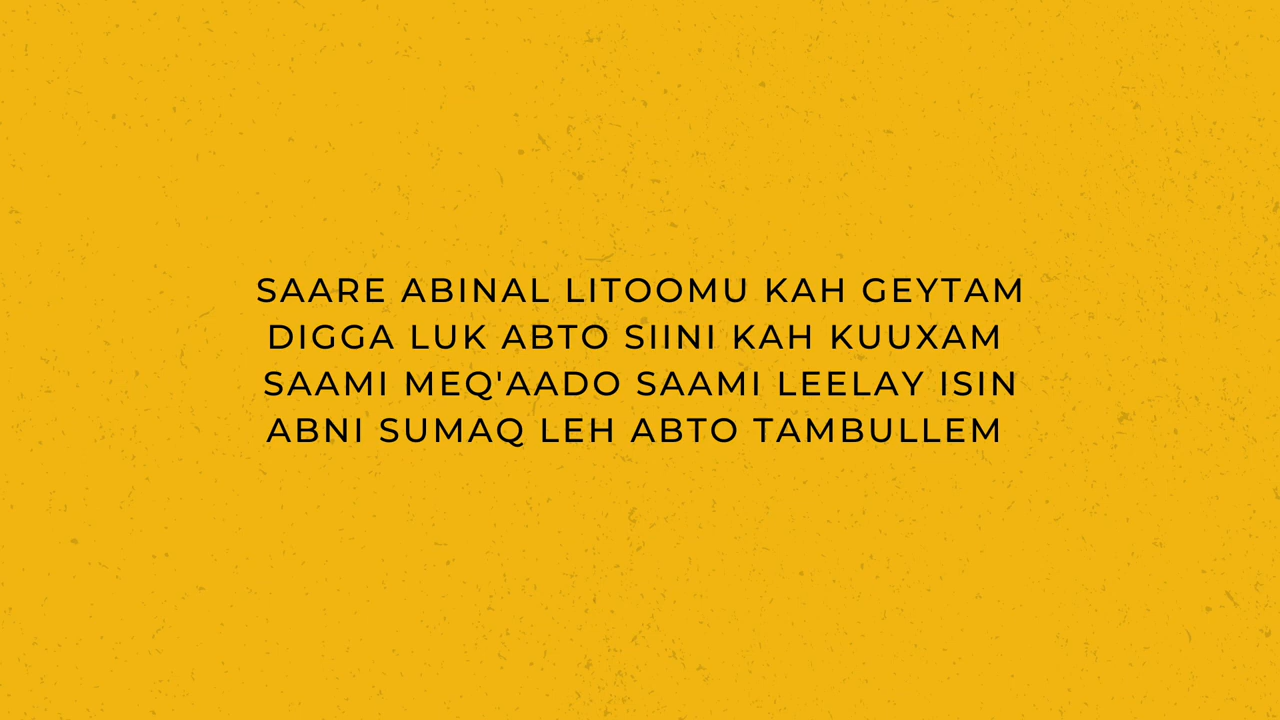 SAARE ABINAL LITOOMU KAH GEYTAM
DIGGA LUK ABTO SIINI KAH KUUXAM
SAAMI MEQ'AADO SAAMI LEELAY ISIN
ABNI SUMAQ LEH ABTO TAMBULLEM